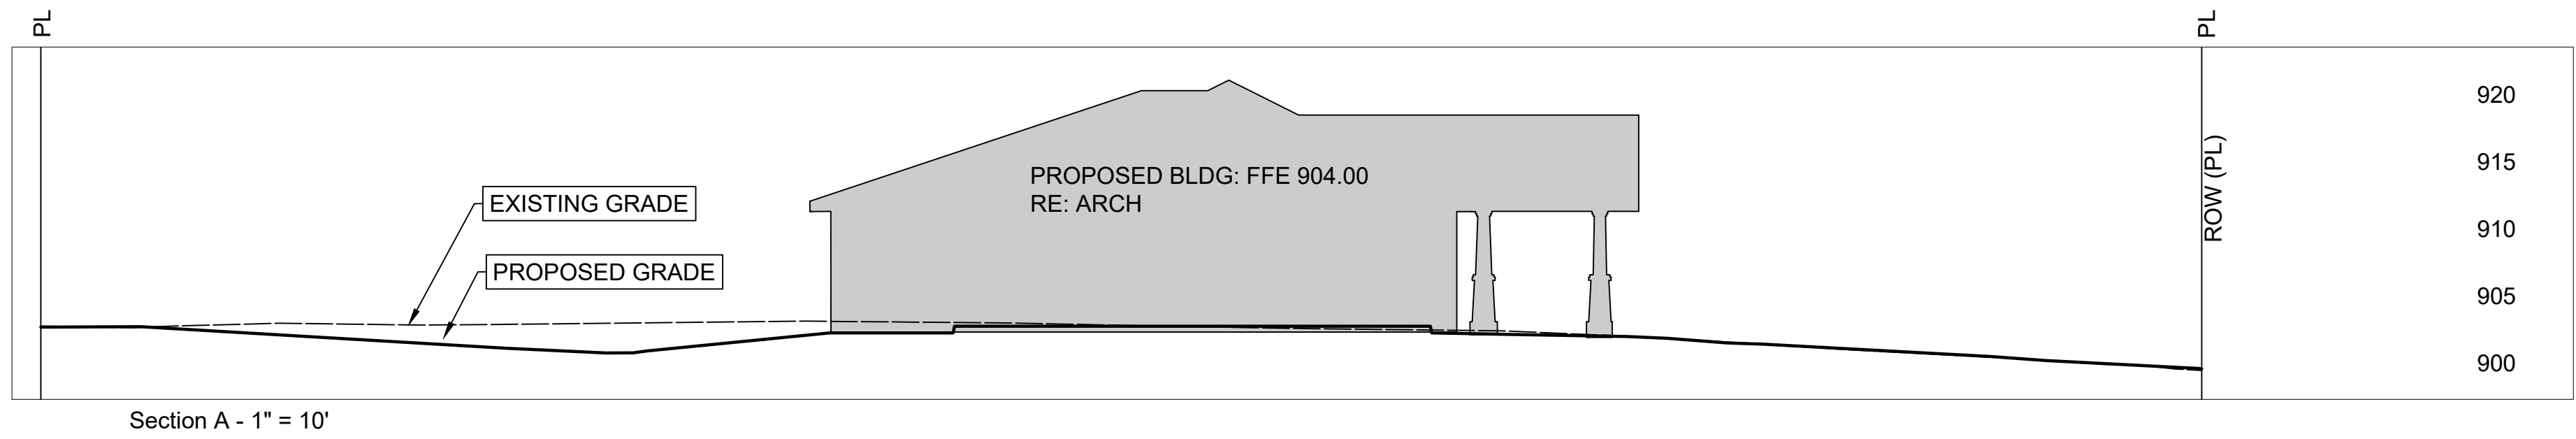 PL
PL
920
PROPOSED BLDG: FFE 904.00
RE: ARCH
ROW (PL)
915
EXISTING GRADE
910
PROPOSED GRADE
905
900
Section A - 1" = 10'